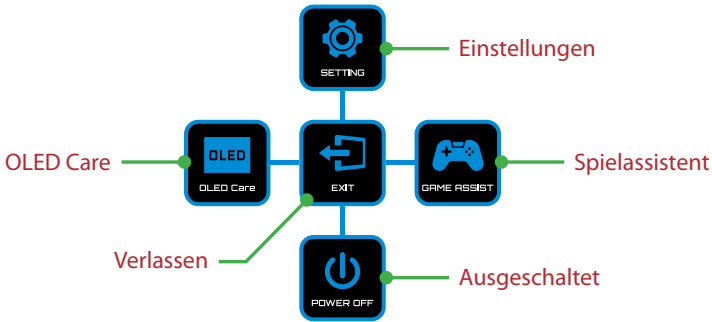 SETTING
Einstellungen
OLED Care
OLED
OLED Care
EXIT
GAME ASSIST
Spielassistent
Verlassen
POWER OFF
Ausgeschaltet